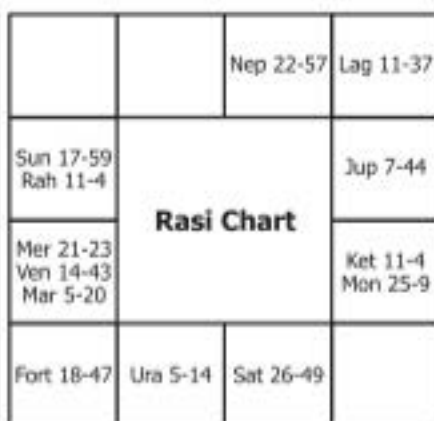 Nep 22-57
Lag 11-37
Sun 17-59
Rah 11-4
Jup 7-44
Rasi Chart
Mer 21-23
Ven 14-43
Mar 5-20
Ket 11-4
Mon 25-9
Fort 18-47
Ura 5-14
Sat 26-49